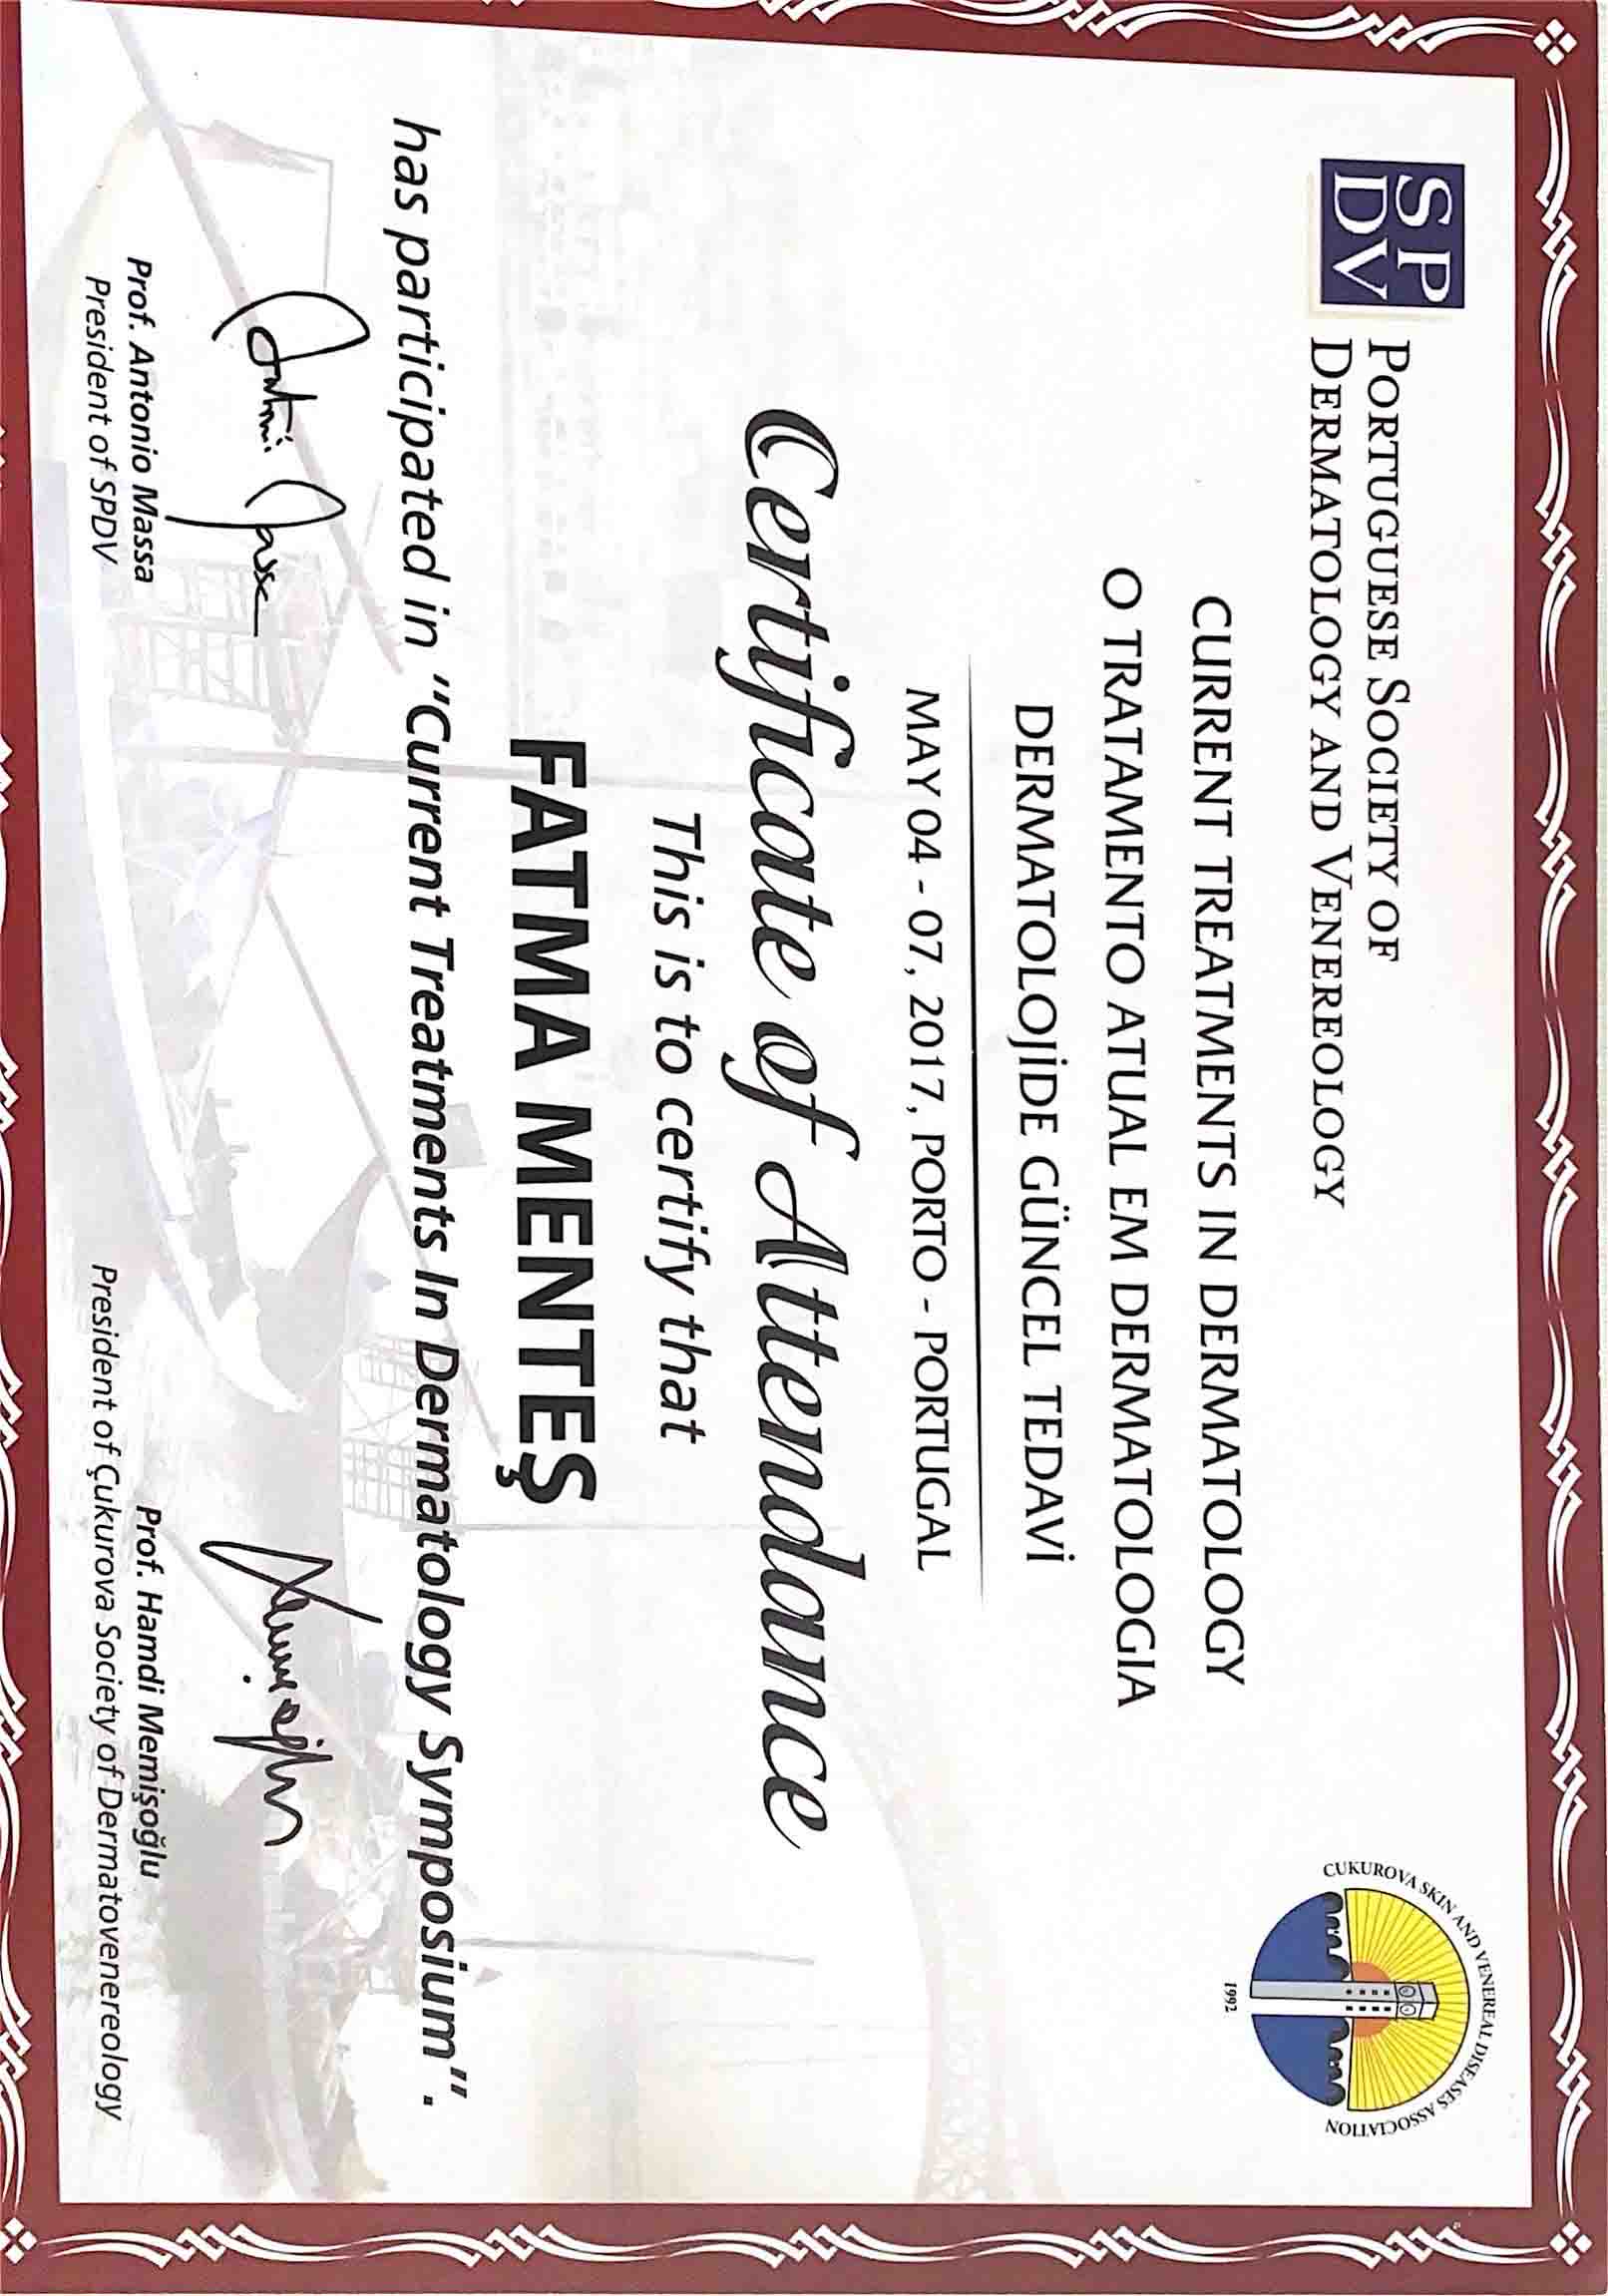 SP
DV
PORTUGUESE SOCIETY OF
DERMATOLOGY AND VENEREOLOGY
CUKUROVA SKIN AND VENEREAL DISEASES ASSOCIATION
1992
CURRENT TREATMENTS IN DERMATOLOGY
O TRATAMENTO ATUAL EM DERMATOLOGIA
DERMATOLOJİDE GÜNCEL TEDAVİ
MAY 04 - 07, 2017, PORTO - PORTUGAL
Certificate of Attendance
This is to certify that
FATMA MENTEŞ
has participated in "Current Treatments In Dermatology Symposium".
Prof. Antonio Massa
President of SPDV
Prof. Hamdi Memişoğlu
President of Çukurova Society of Dermatovenereology